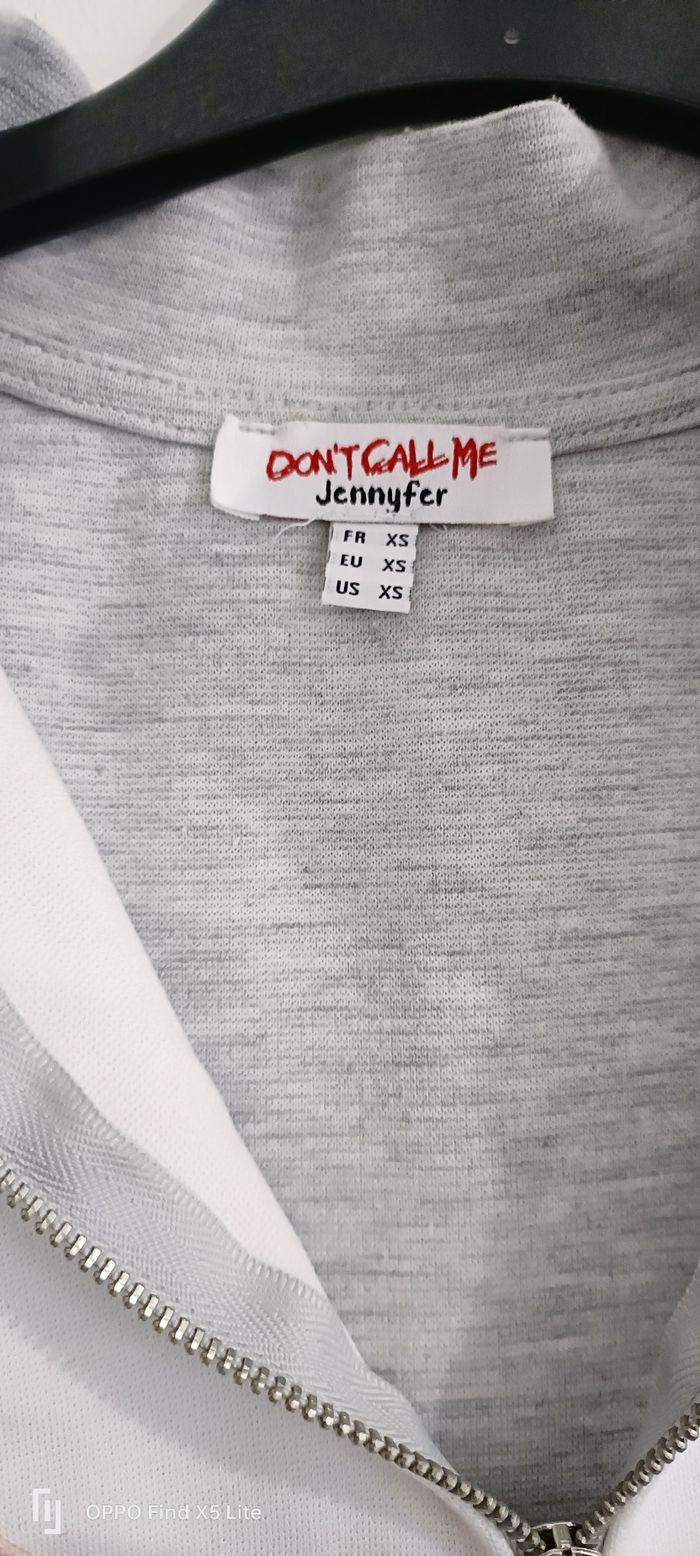 DON'T CALL ME
Jennyfer
FR XS
EU XS
US XS
OPPO Find X5 Lite